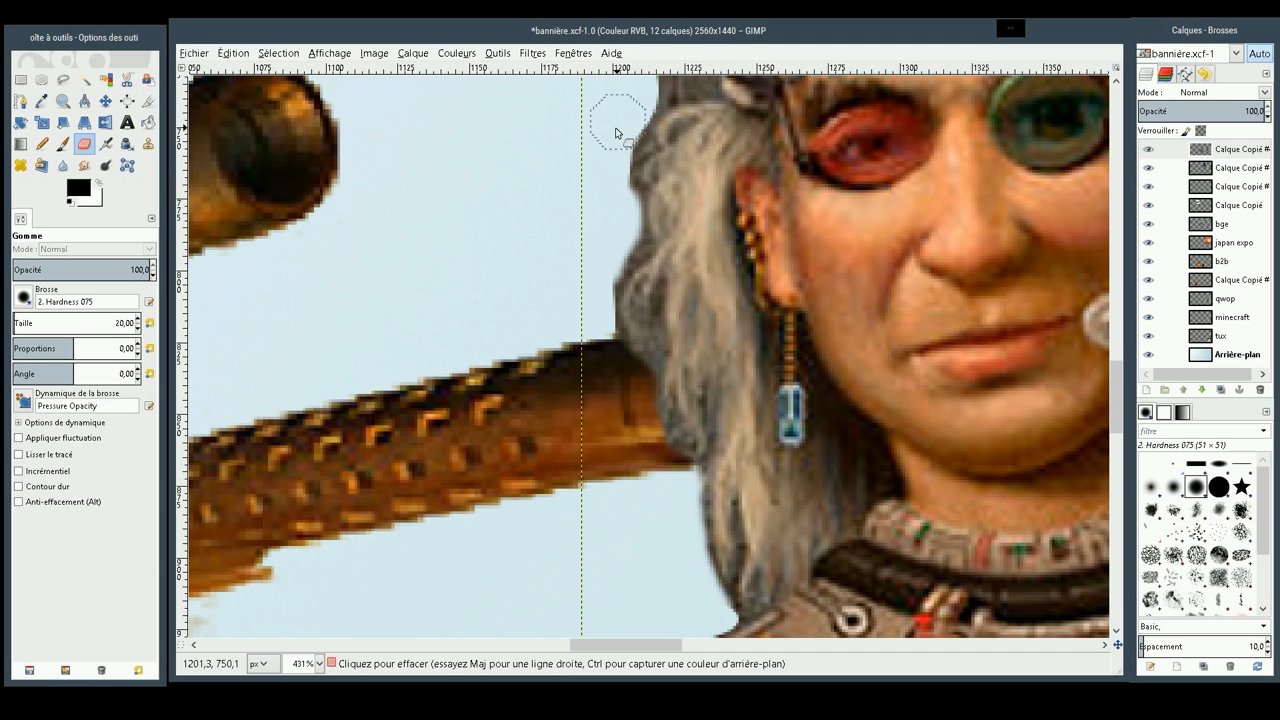 oîte à outils - Options des outi
*bannière.xcf-1.0 (Couleur RVB, 12 calques) 2560x1440 – GIMP
Calques - Brosses
Fichier Édition Sélection Affichage Image Calque Couleurs Outils Filtres Fenêtres Aide
bannière.xcf-1 Auto
050 1075 1100 1125 1150 1175 1200 1225 1250 1275 1300 1325 1350
Mode : Normal
Opacité 100,0
Verrouiller :
Calque Copié #
Calque Copié #
Calque Copié #
Calque Copié
bge
japan expo
b2b
Calque Copié #
qwop
minecraft
tux
Arrière-plan
Gomme
Mode : Normal
Opacité 100,0
Brosse
2. Hardness 075
Taille 20,00
Proportions 0,00
Angle 0,00
Dynamique de la brosse
Pressure Opacity
Options de dynamique
Appliquer fluctuation
Lisser le tracé
Incrémentiel
Contour dur
Anti-effacement (Alt)
filtre
2. Hardness 075 (51 × 51)
Basic,
Espacement 10,0
1201,3, 750,1 px 431% Cliquez pour effacer (essayez Maj pour une ligne droite, Ctrl pour capturer une couleur d'arrière-plan)